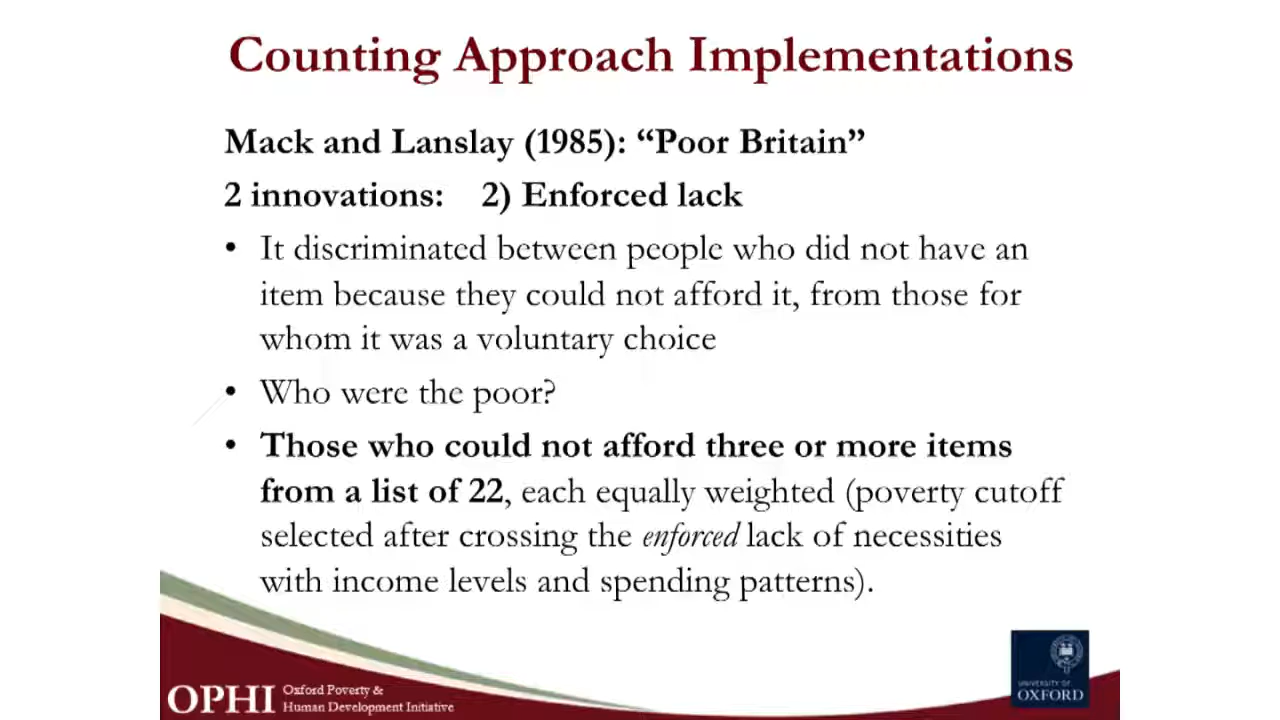 Counting Approach Implementations
Mack and Lanslay (1985): “Poor Britain”
2 innovations: 2) Enforced lack
• It discriminated between people who did not have an
item because they could not afford it, from those for
whom it was a voluntary choice
• Who were the poor?
• Those who could not afford three or more items
from a list of 22, each equally weighted (poverty cutoff
selected after crossing the enforced lack of necessities
with income levels and spending patterns).
OPHI
Oxford Poverty &
Human Development Initiative
UNIVERSITY OF
OXFORD